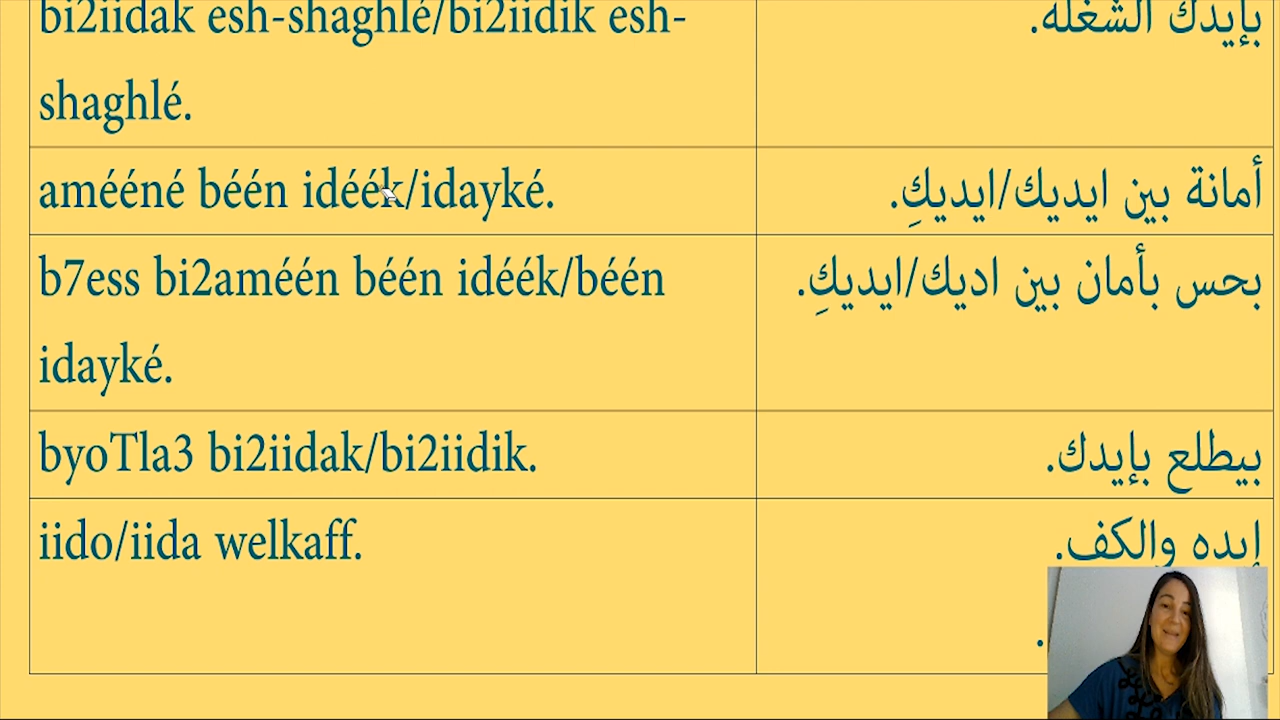 bi2iidak esh-shaghlé/bi2iidik esh-
shaghlé.
بإيدك الشغلة.
amééné béén idéék/idayké.
أمانة بين ايديك/ايديكِ.
b7ess bi2améén béén idéék/béén
idayké.
بحس بأمان بين اديك/ايديكِ.
byoTla3 bi2iidak/bi2iidik.
بيطلع بإيدك.
iido/iida welkaff.
إيده والكف.